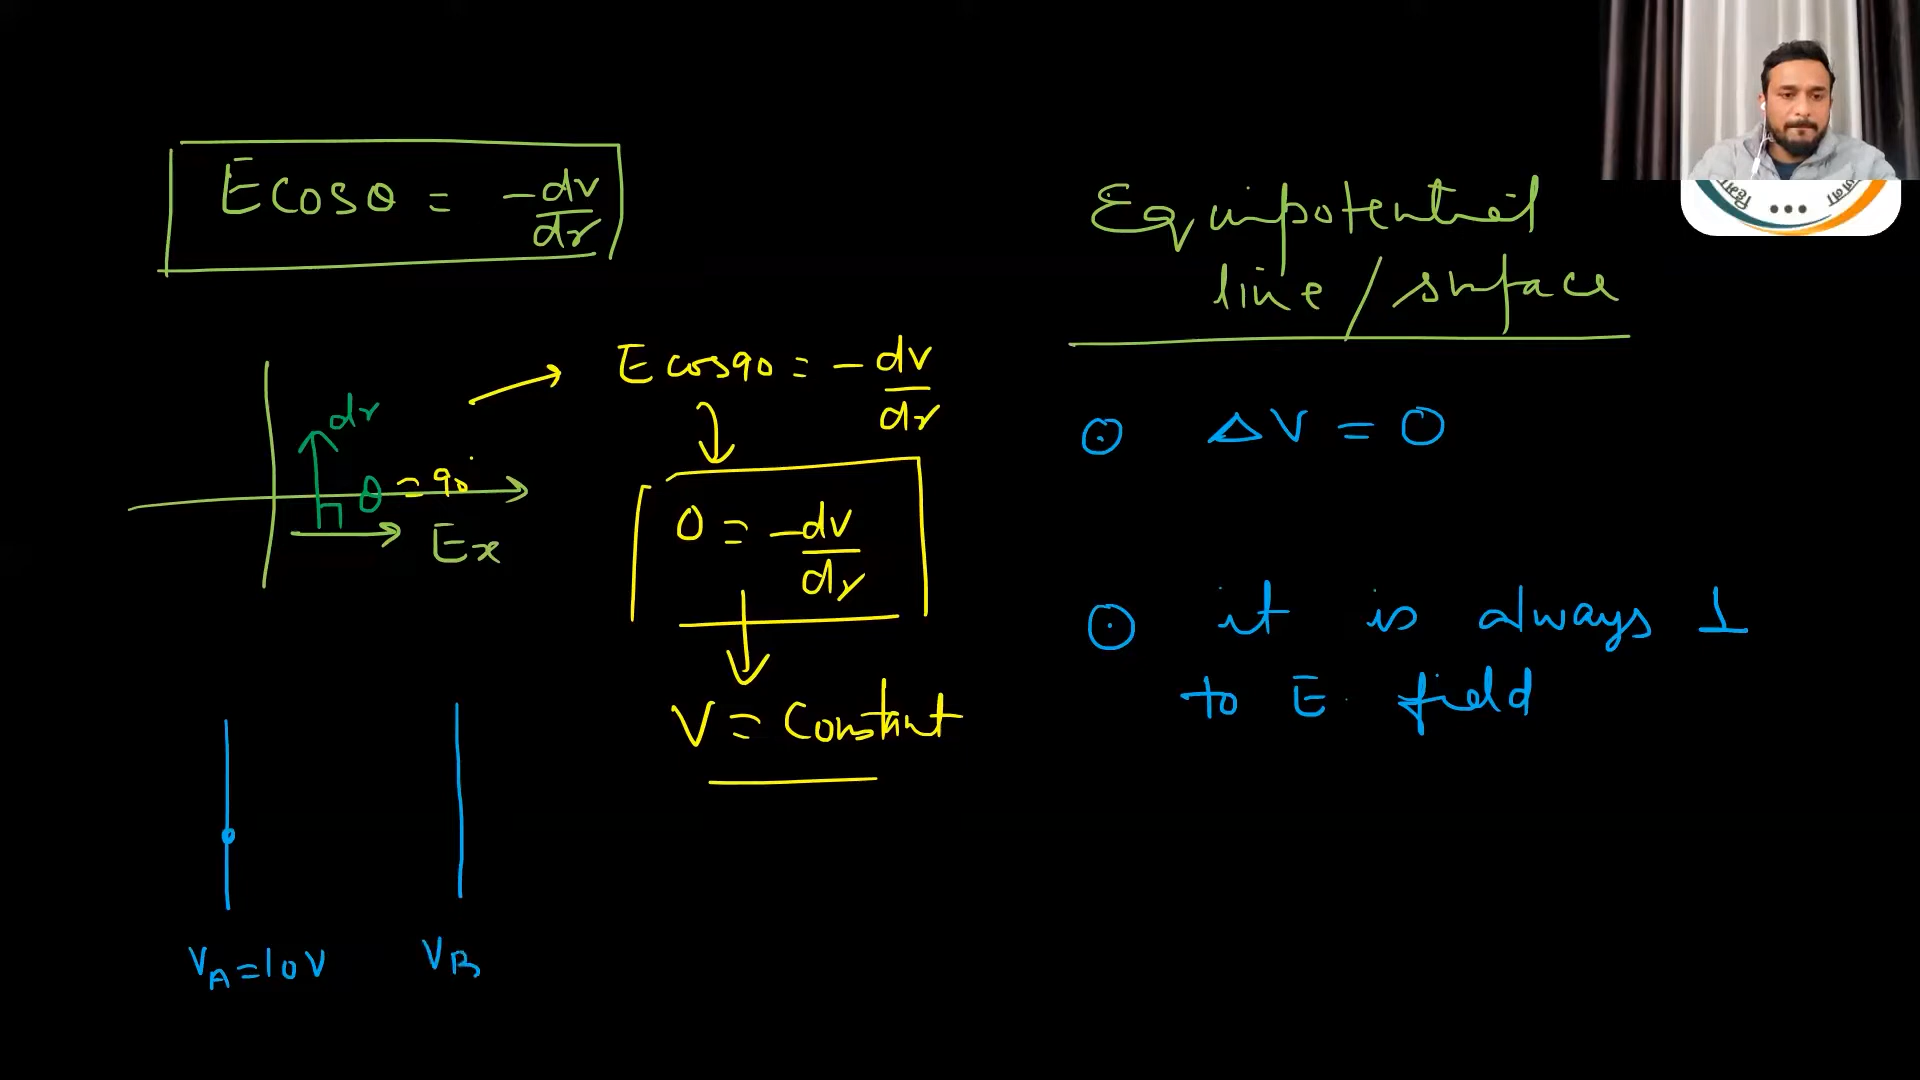 Ecosθ = -dv/dr
Equipotential
line/surface
Ecos90 = -dv/dr
dr
θ = 90°
Ex
0 = -dv/dr
V = Constant
⊙ ΔV = 0
⊙ it is always ⊥
to E field
VA=10V
VB